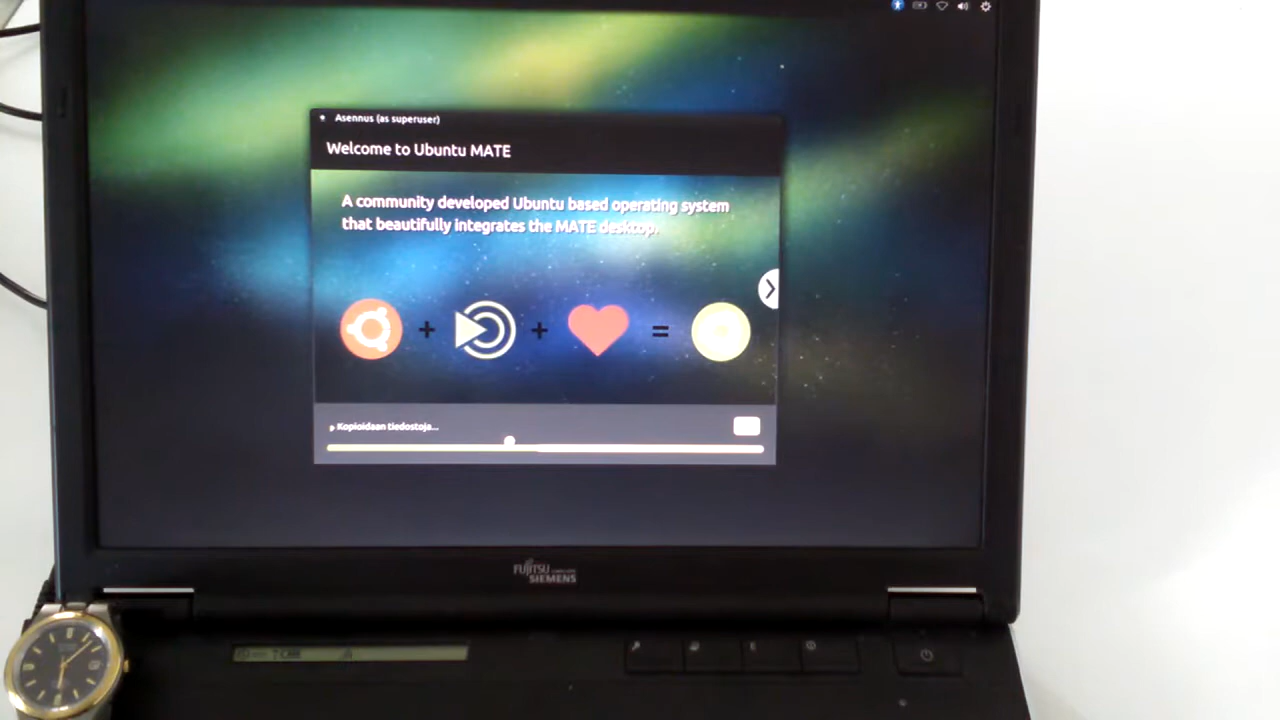 Asennus (as superuser)
Welcome to Ubuntu MATE
A community developed Ubuntu based operating system
that beautifully integrates the MATE desktop.
+ + =
Kopioidaan tiedostoja...
FUJITSU
SIEMENS